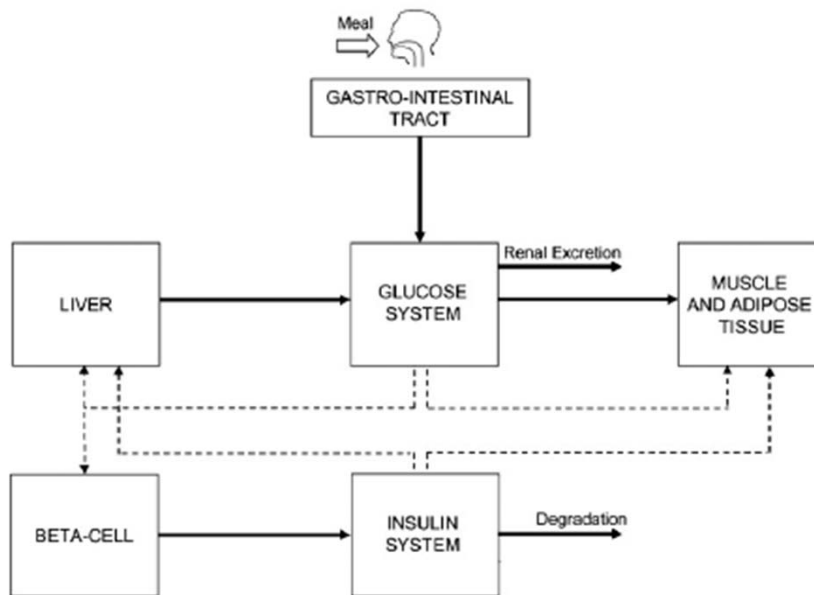 Meal
GASTRO-INTESTINAL
TRACT
LIVER
GLUCOSE
SYSTEM
Renal Excretion
MUSCLE
AND ADIPOSE
TISSUE
BETA-CELL
INSULIN
SYSTEM
Degradation